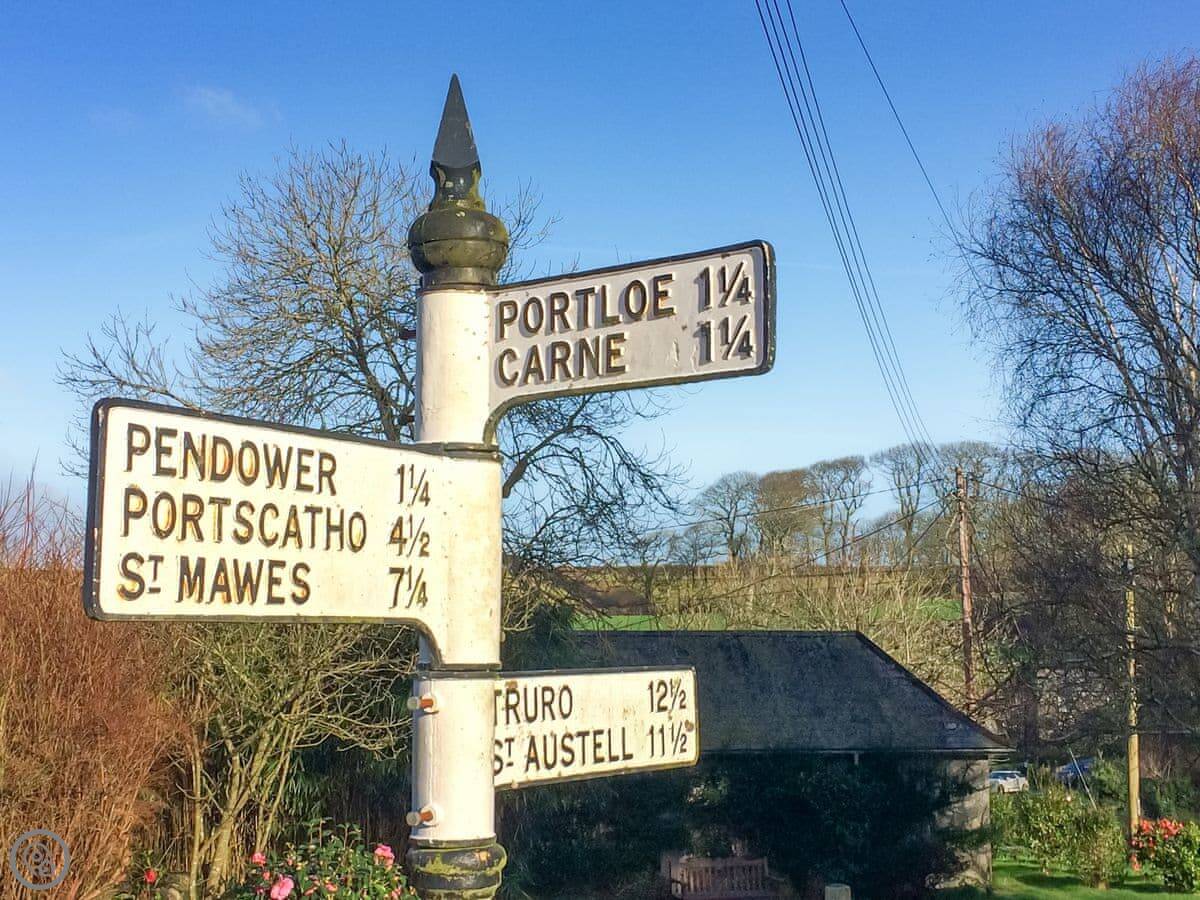 PORTLOE 1¼
CARNE 1¼
PENDOWER 1¼
PORTSCATHO 4½
ST MAWES 7¼
TRURO 12½
ST AUSTELL 11½